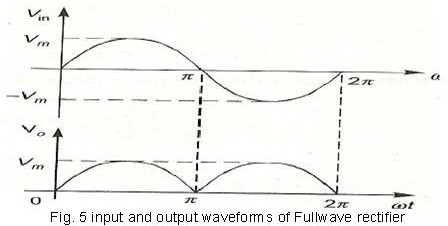 Vin
Vm
π
2π
α
-Vm
Vo
Vm
0
π
2π
ωt
Fig. 5 input and output waveforms of Fullwave rectifier